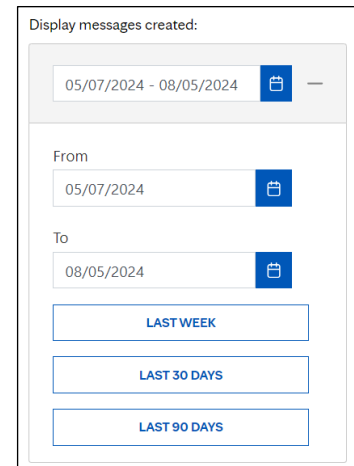 Display messages created:
05/07/2024 - 08/05/2024
From
05/07/2024
To
08/05/2024
LAST WEEK
LAST 30 DAYS
LAST 90 DAYS